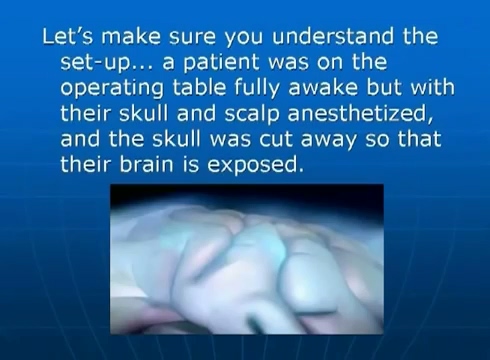 Let's make sure you understand the
set-up... a patient was on the
operating table fully awake but with
their skull and scalp anesthetized,
and the skull was cut away so that
their brain is exposed.